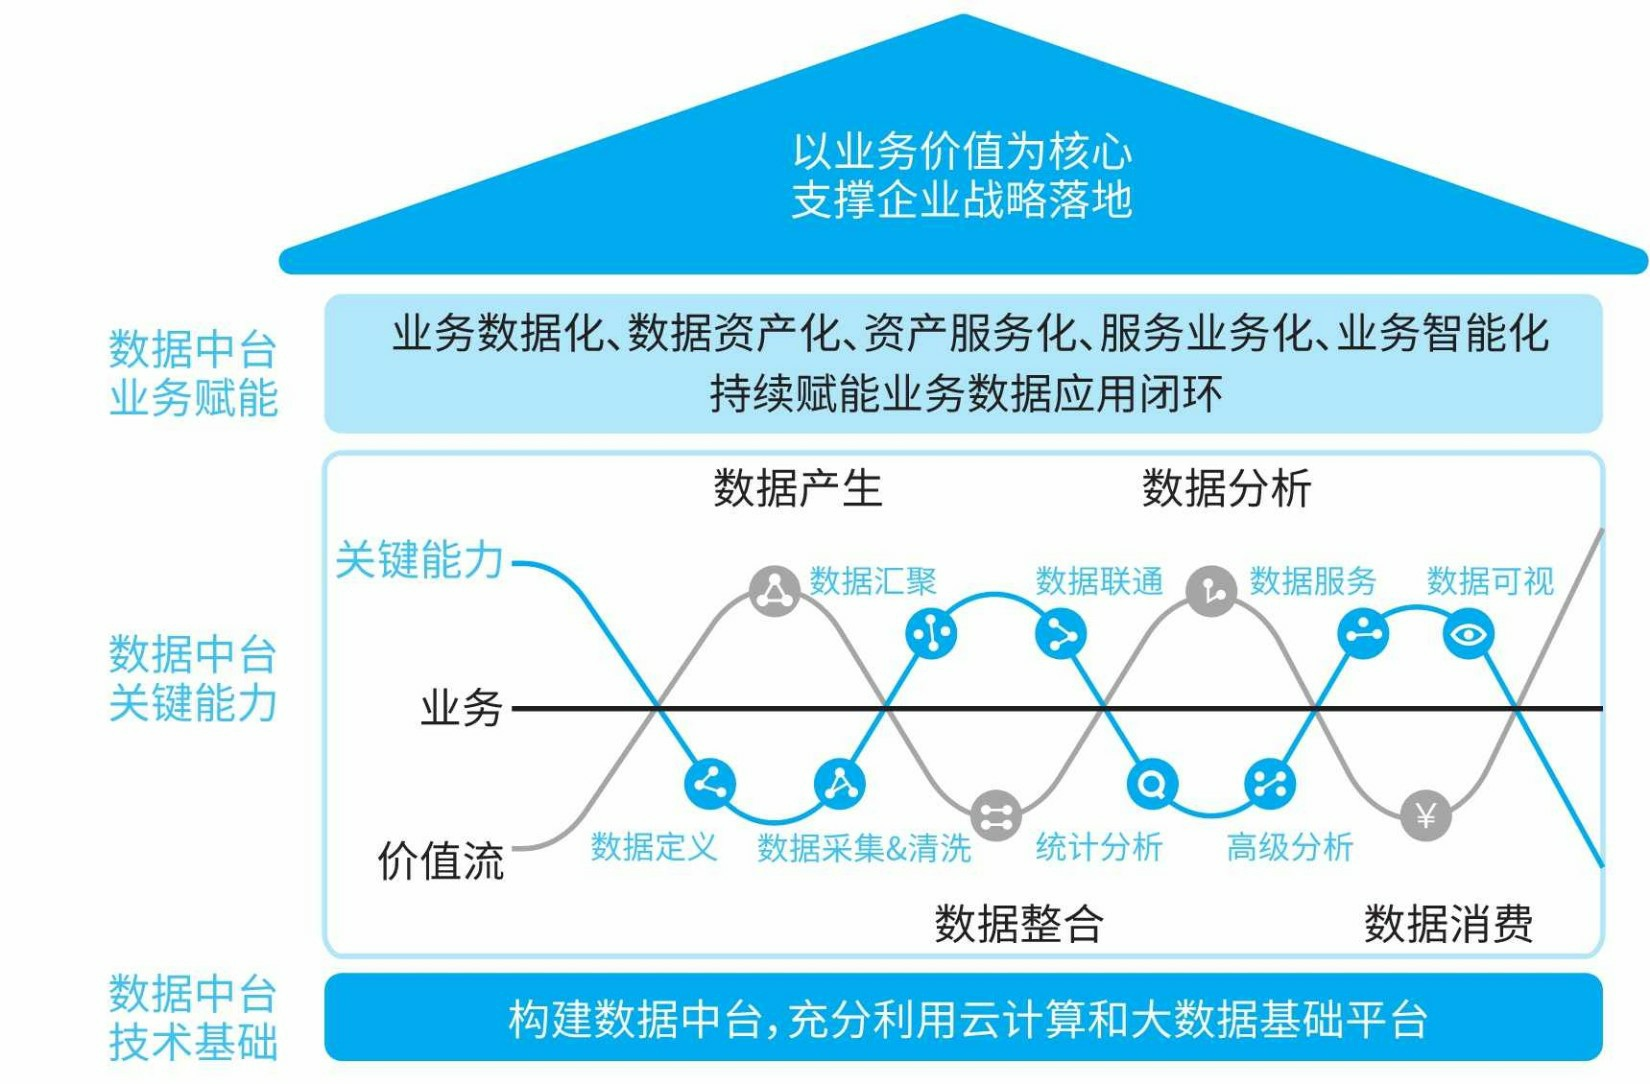 以业务价值为核心
支撑企业战略落地
数据中台
业务赋能
业务数据化、数据资产化、资产服务化、服务业务化、业务智能化
持续赋能业务数据应用闭环
数据中台
关键能力
数据产生
数据分析
关键能力
数据汇聚
数据联通
数据服务
数据可视
业务
价值流
数据定义
数据采集&清洗
统计分析
高级分析
¥
数据整合
数据消费
数据中台
技术基础
构建数据中台，充分利用云计算和大数据基础平台